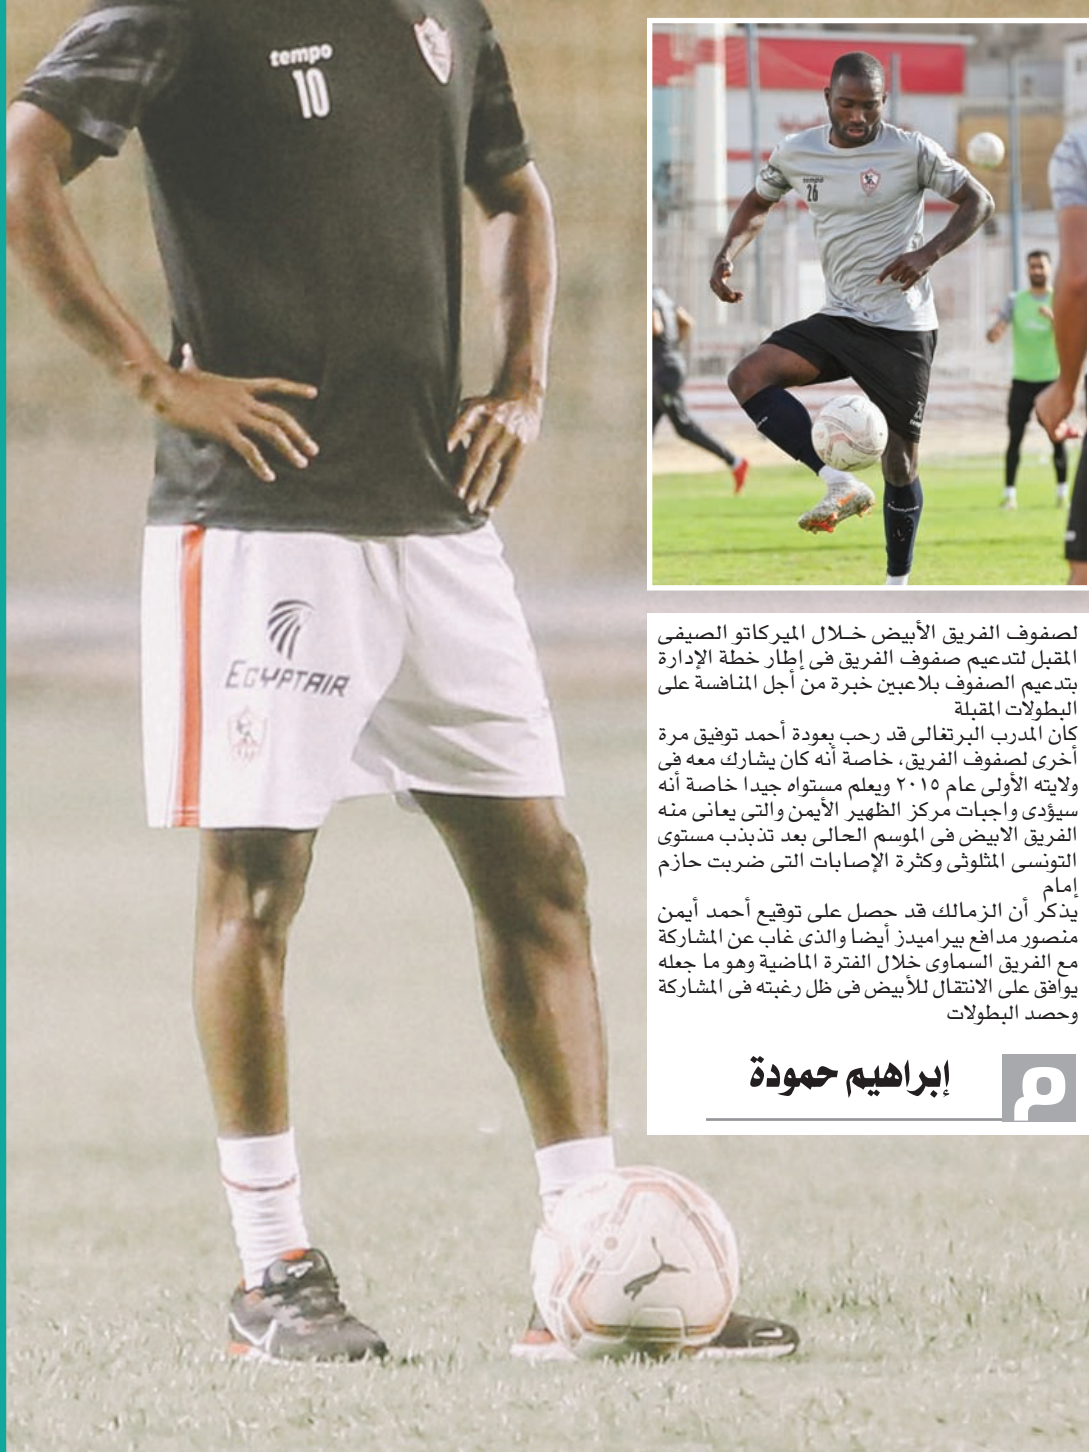 tempo
10
tempo
26
EGYPTAIR
لصفوف الفريق الأبيض خـلال الميركاتو الصيفى
المقبل لتدعيم صفوف الفريق فى إطار خطة الإدارة
بتدعيم الصفوف بلاعبين خبرة من أجل المنافسة على
البطولات المقبلة
كان المدرب البرتغالى قد رحب بعودة أحمد توفيق مرة
أخرى لصفوف الفريق، خاصة أنه كان يشارك معه فى
ولايته الأولى عام ٢٠١٥ ويعلم مستواه جيدا خاصة أنه
سيؤدى واجبات مركز الظهير الأيمن والتى يعانى منه
الفريق الابيض فى الموسم الحالى بعد تذبذب مستوى
التونسى المثلوثى وكثرة الإصابات التى ضربت حازم
إمام
يذكر أن الزمالك قد حصل على توقيع أحمد أيمن
منصور مدافع بيراميدز أيضا والذى غاب عن المشاركة
مع الفريق السماوى خلال الفترة الماضية وهو ما جعله
يوافق على الانتقال للأبيض فى ظل رغبته فى المشاركة
وحصد البطولات
م
إبراهيم حمودة